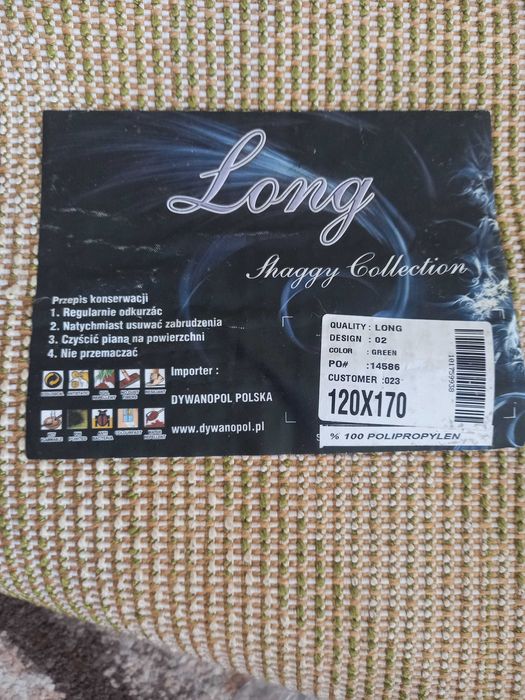 Long
Shaggy Collection
Przepis konserwacji
1. Regularnie odkurzác
2. Natychmiast usuwać zabrudzenia
3. Czyścić pianą na powierzchni
4. Nie przemaczać
Importer :
DYWANOPOL POLSKA
www.dywanopol.pl
QUALITY : LONG
DESIGN : 02
COLOR : GREEN
PO# :14586
CUSTOMER :023
120X170
% 100 POLIPROPYLEN